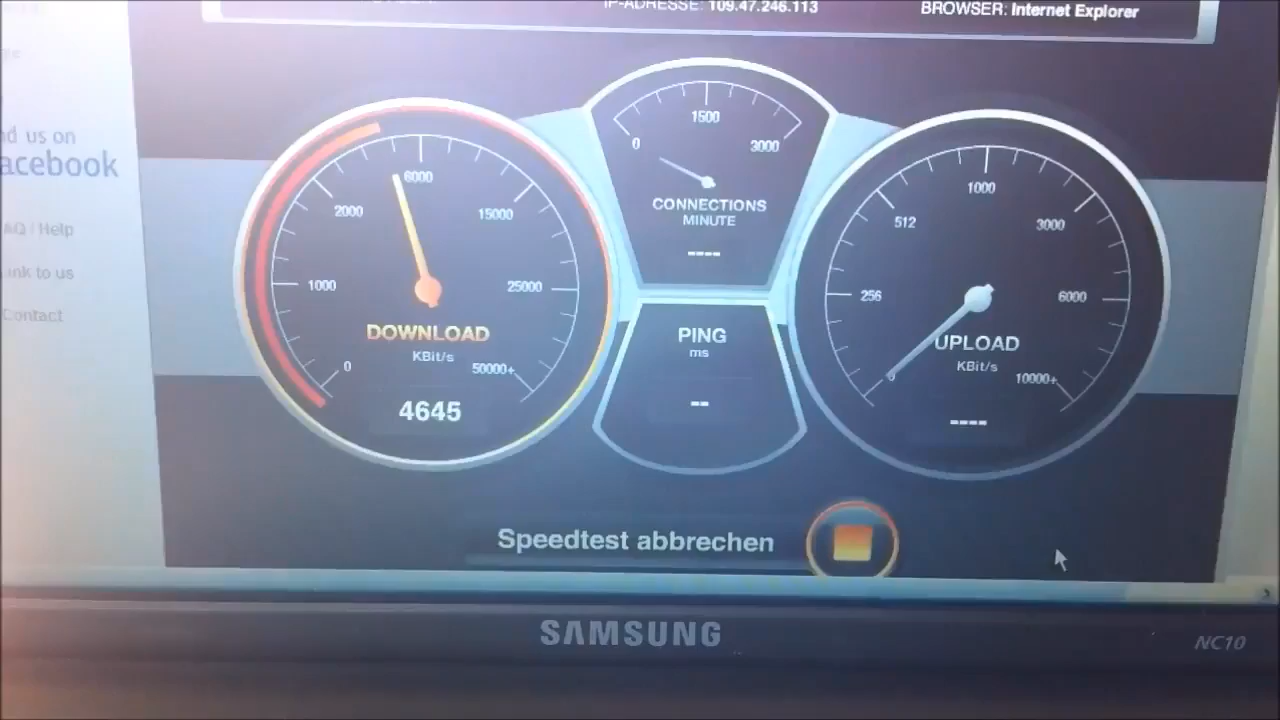 IP-ADRESSE: 109.47.246.113
BROWSER: Internet Explorer
nd us on
acebook
AQ / Help
ink to us
Contact
0
1000
2000
6000
15000
25000
50000+
DOWNLOAD
KBit/s
4645
0
1500
3000
CONNECTIONS
MINUTE
----
PING
ms
--
256
512
1000
3000
6000
10000+
UPLOAD
KBit/s
----
Speedtest abbrechen
SAMSUNG
NC10